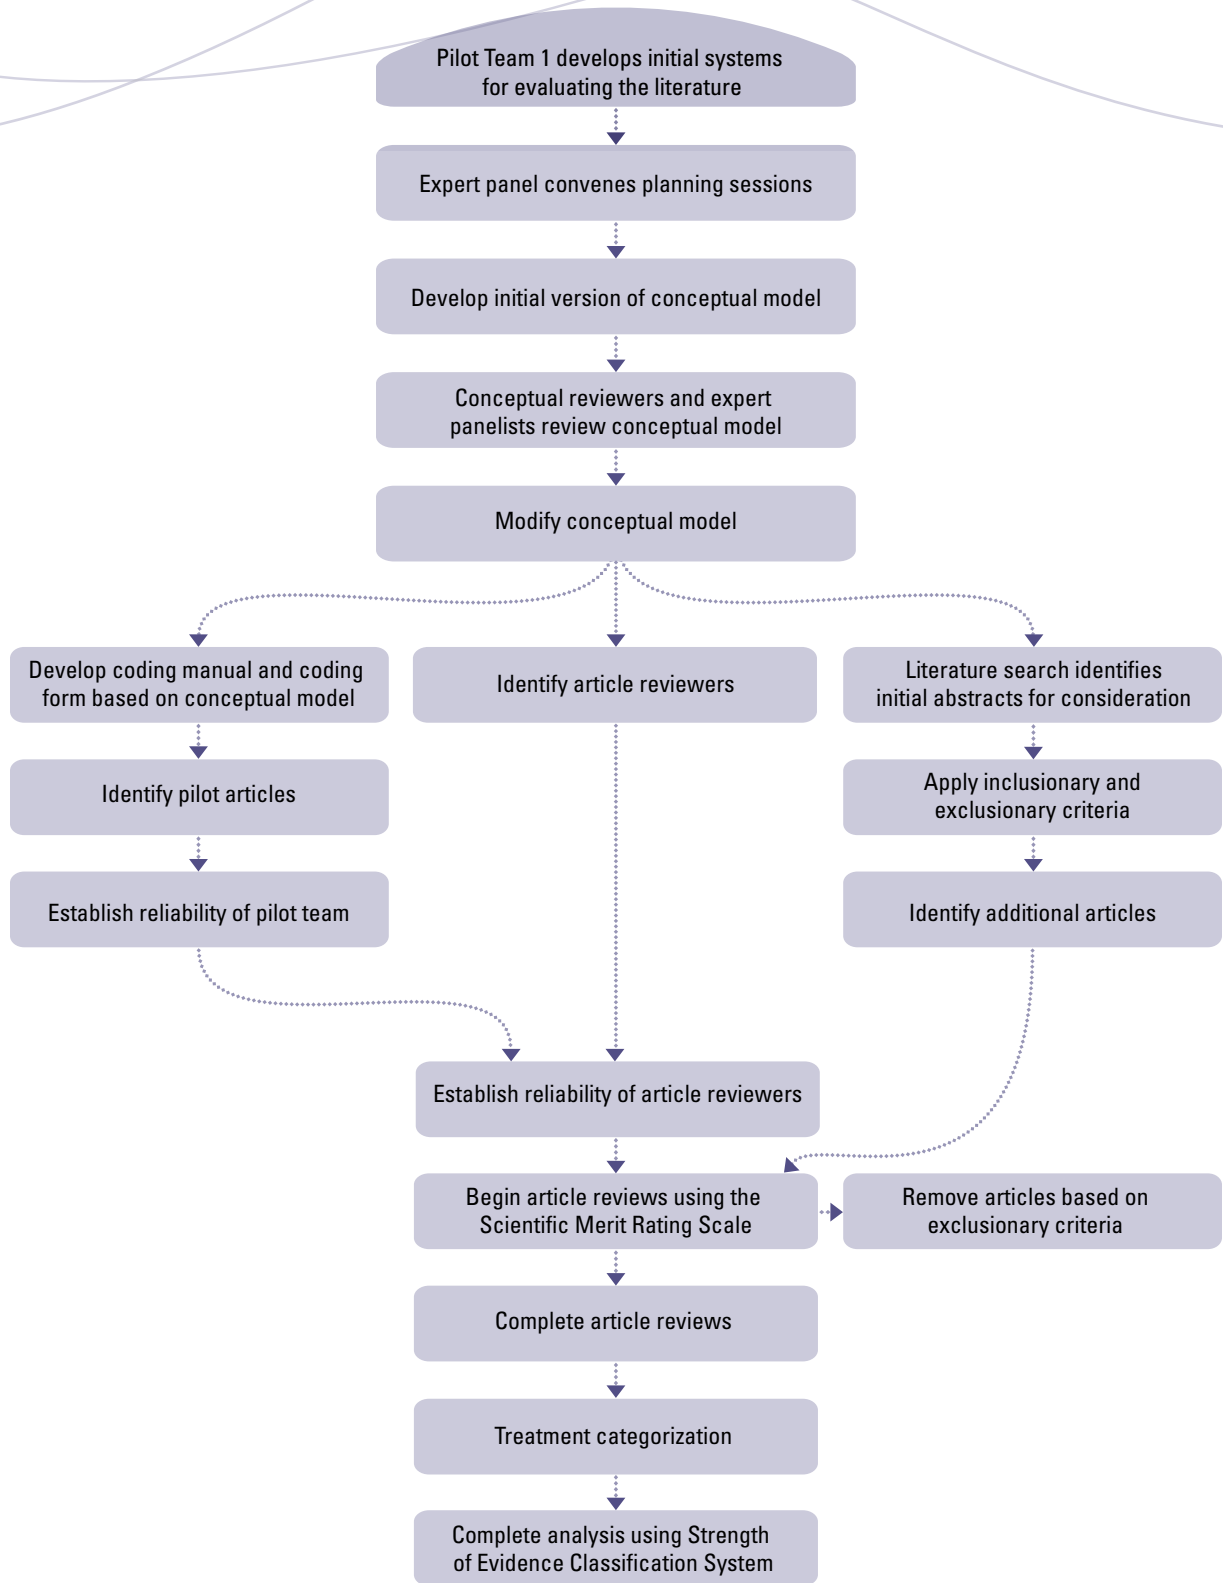 Pilot Team 1 develops initial systems
for evaluating the literature
Expert panel convenes planning sessions
Develop initial version of conceptual model
Conceptual reviewers and expert
panelists review conceptual model
Modify conceptual model
Develop coding manual and coding
form based on conceptual model
Identify article reviewers
Literature search identifies
initial abstracts for consideration
Identify pilot articles
Apply inclusionary and
exclusionary criteria
Establish reliability of pilot team
Identify additional articles
Establish reliability of article reviewers
Begin article reviews using the
Scientific Merit Rating Scale
Remove articles based on
exclusionary criteria
Complete article reviews
Treatment categorization
Complete analysis using Strength
of Evidence Classification System